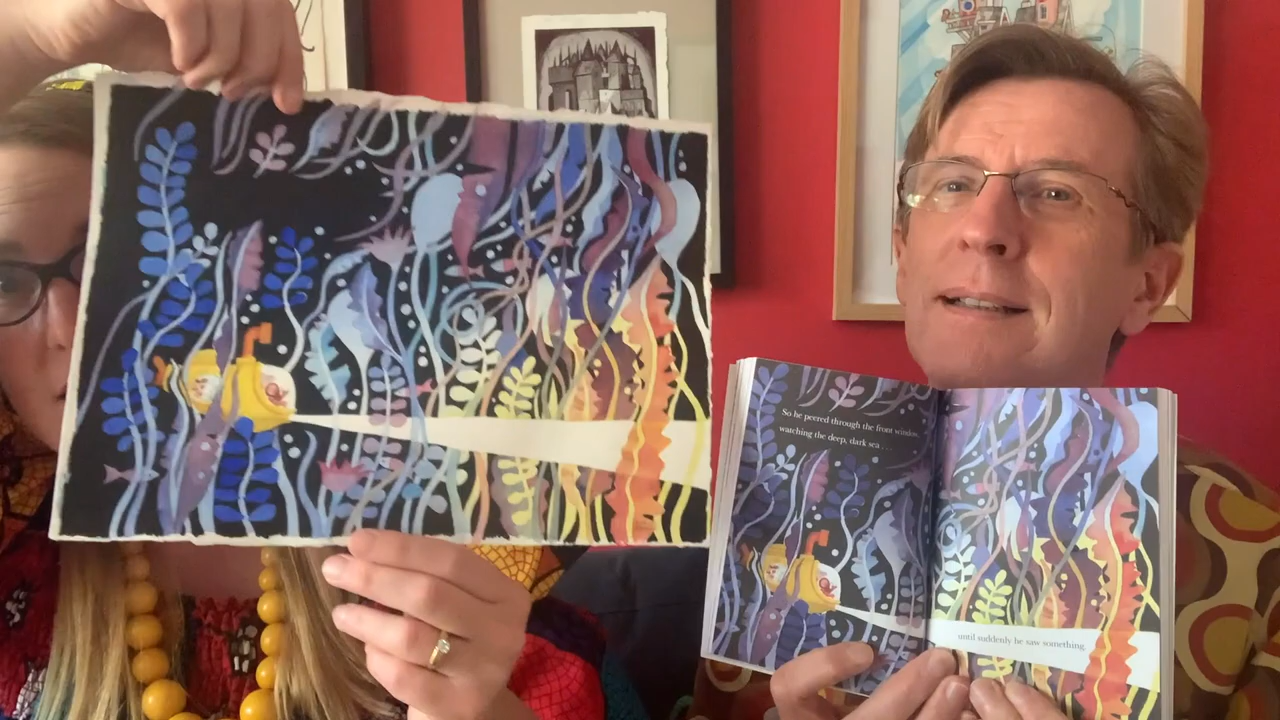 So he peered through the front window,
watching the deep, dark sea . . .
until suddenly he saw something,